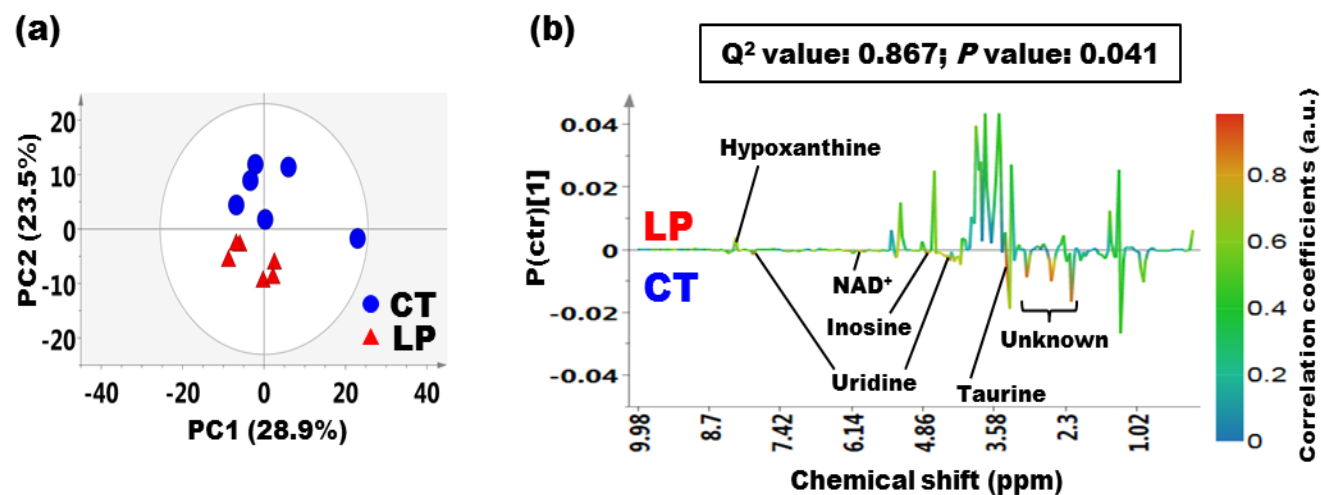 (a)
20
10
0
-10
-20
PC2 (23.5%)
-40
-20
0
20
40
PC1 (28.9%)
CT
LP
(b)
Q² value: 0.867; P value: 0.041
0.04
0.02
0
-0.02
-0.04
P(ctr)[1]
LP
CT
Hypoxanthine
NAD⁺
Inosine
Uridine
Taurine
Unknown
9.98
8.7
7.42
6.14
4.86
3.58
2.3
1.02
Chemical shift (ppm)
0.8
0.6
0.4
0.2
0
Correlation coefficients (a.u.)